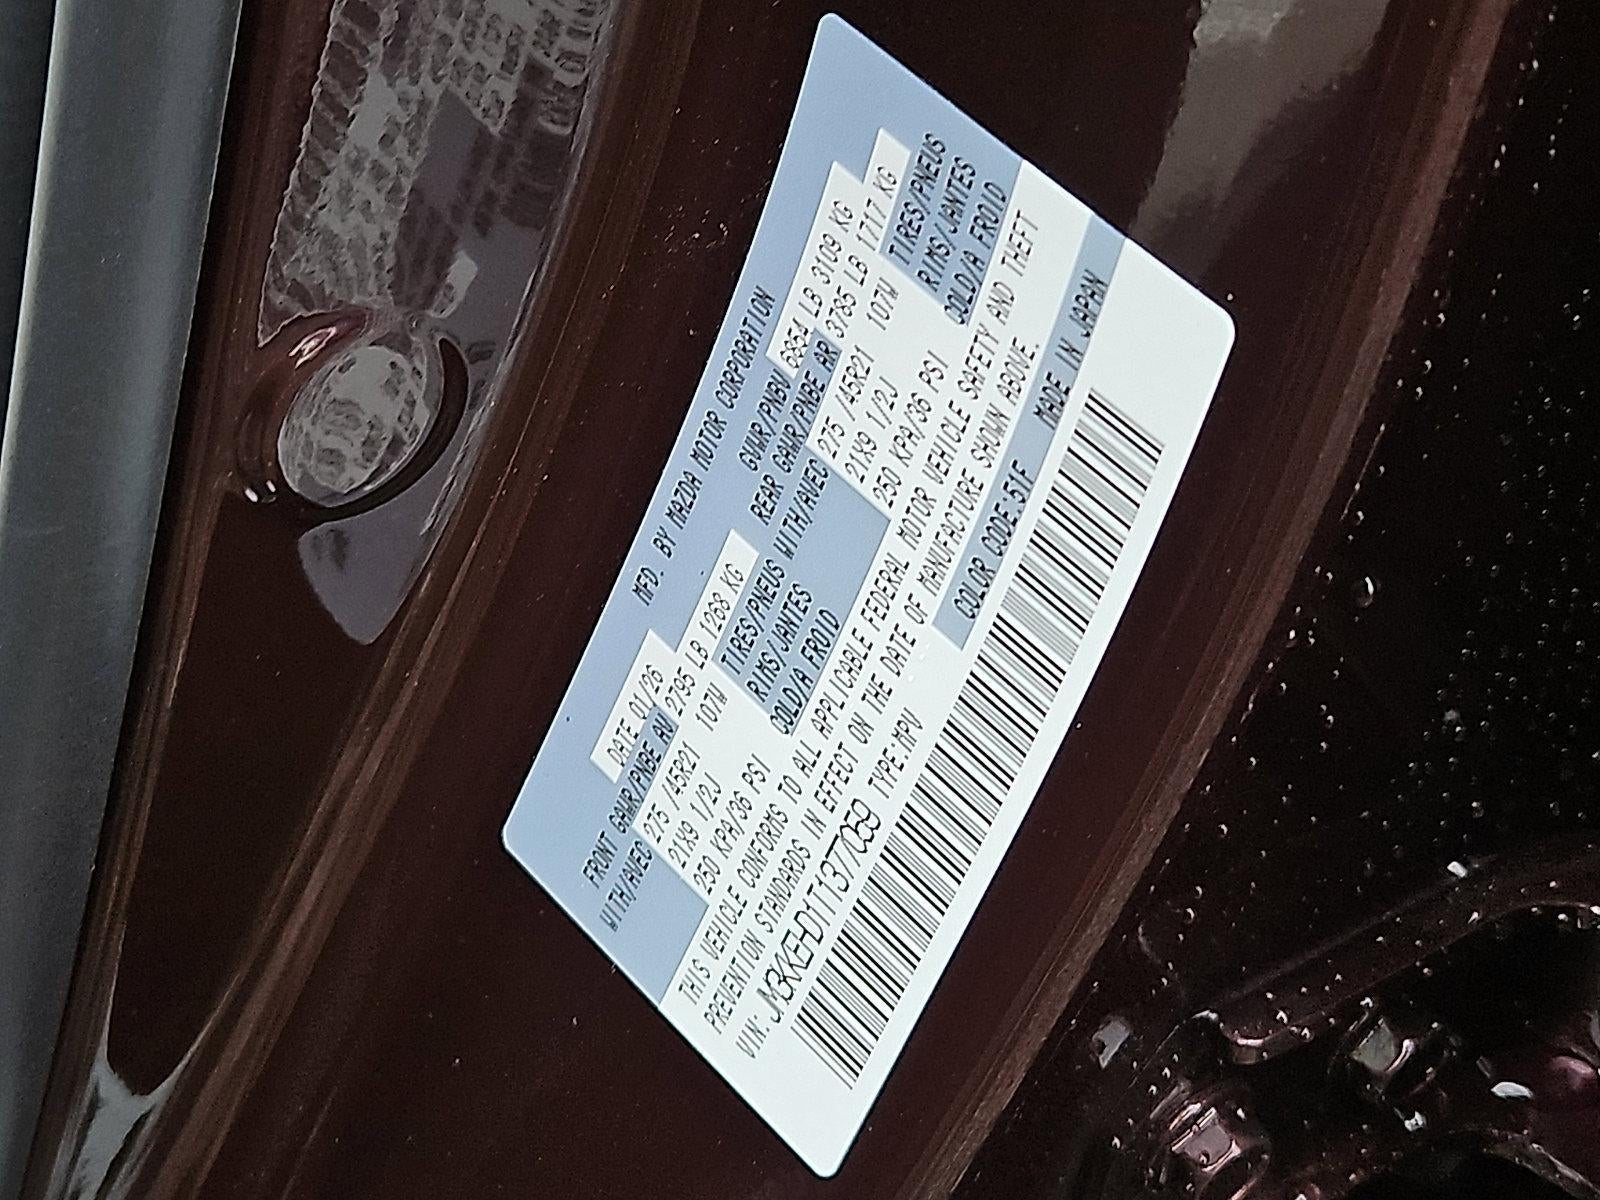 MFD. BY MAZDA MOTOR CORPORATION
DATE 01/26 GVWR/PNBV 6854 LB 3109 KG
FRONT GAWR/PNBE AV 2795 LB 1268 KG REAR GAWR/PNBE AR 3785 LB 1717 KG
WITH/AVEC 275 /45R21 107W TIRES/PNEUS WITH/AVEC 275 /45R21 107W TIRES/PNEUS
21X9 1/2J RIMS/JANTES 21X9 1/2J RIMS/JANTES
250 KPA/36 PSI COLD/A FROID 250 KPA/36 PSI COLD/A FROID
THIS VEHICLE CONFORMS TO ALL APPLICABLE FEDERAL MOTOR VEHICLE SAFETY AND THEFT
PREVENTION STANDARDS IN EFFECT ON THE DATE OF MANUFACTURE SHOWN ABOVE.
VIN: JM3KKEHD1T1377059 TYPE:MPV COLOR CODE:51F MADE IN JAPAN